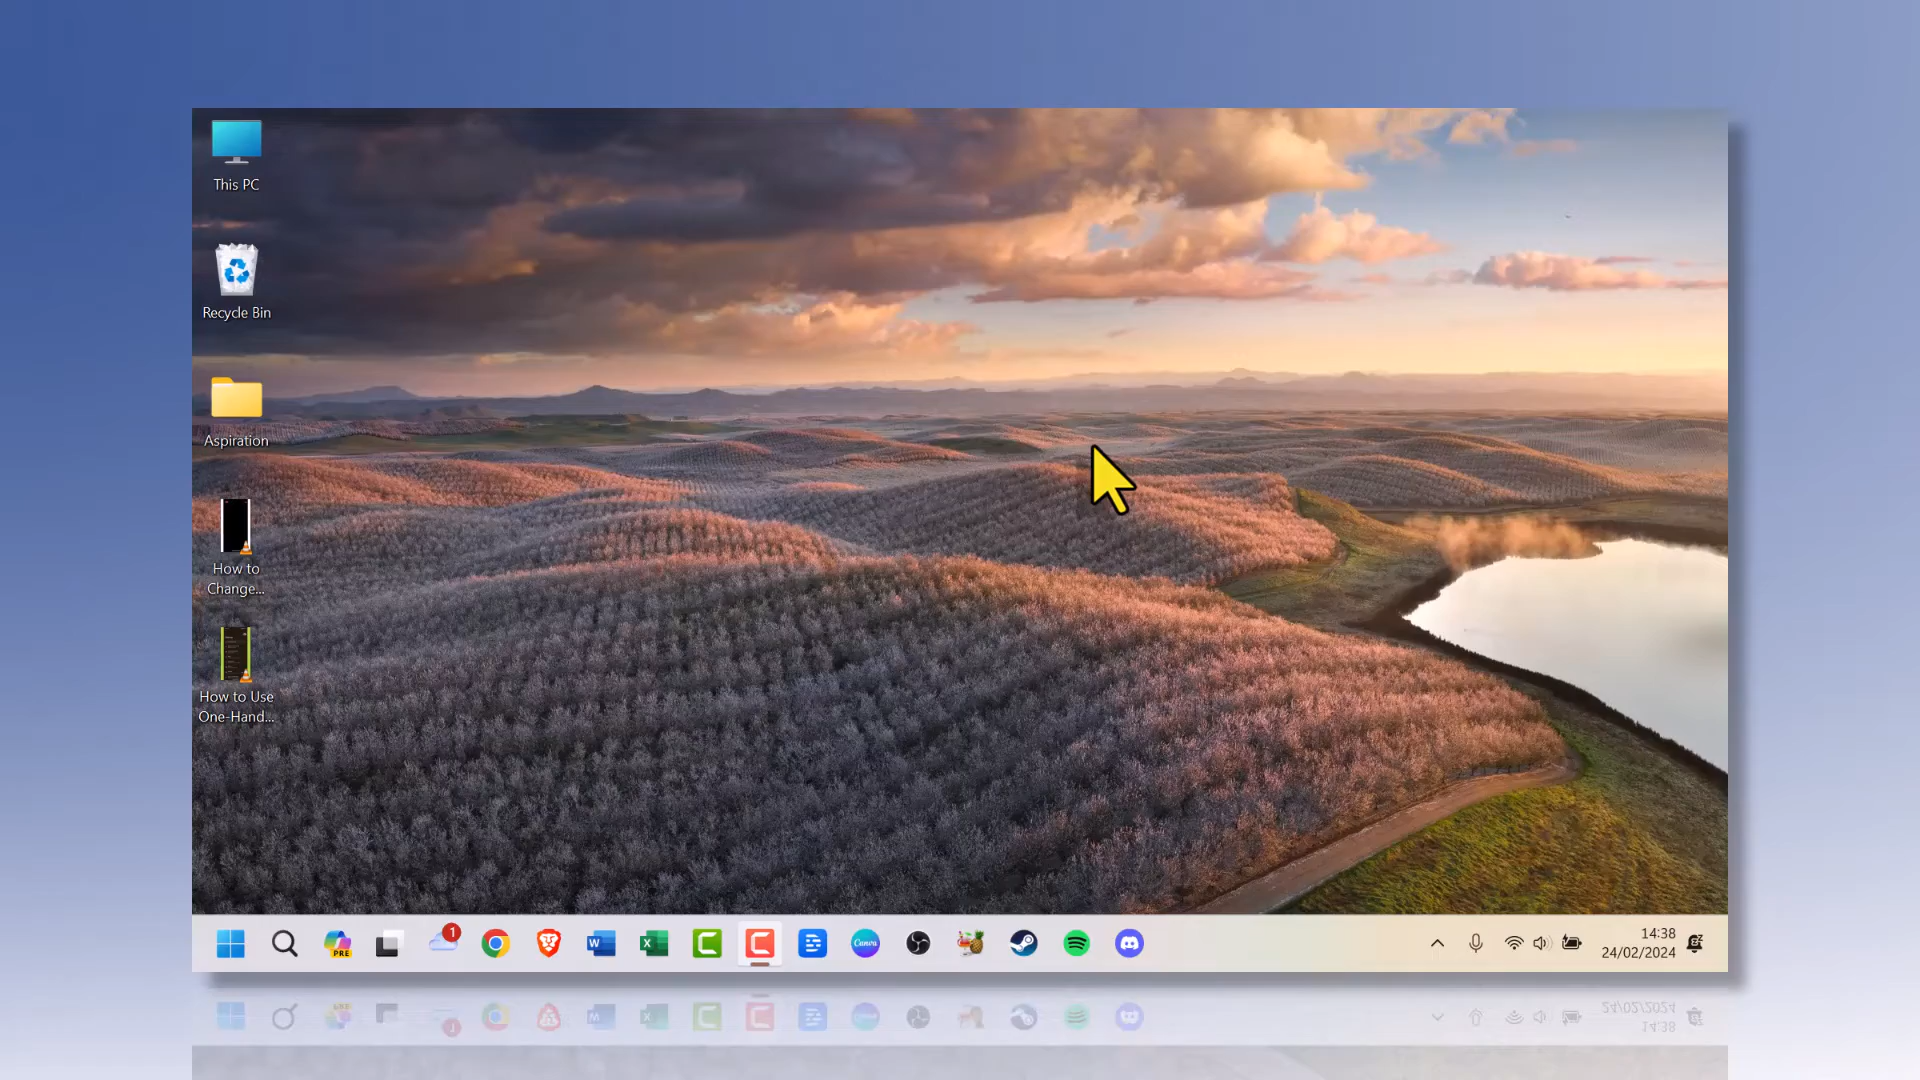 This PC
Recycle Bin
Aspiration
How to
Change...
How to Use
One-Hand...
PRE
1
W
X
Canva
14:38
24/02/2024